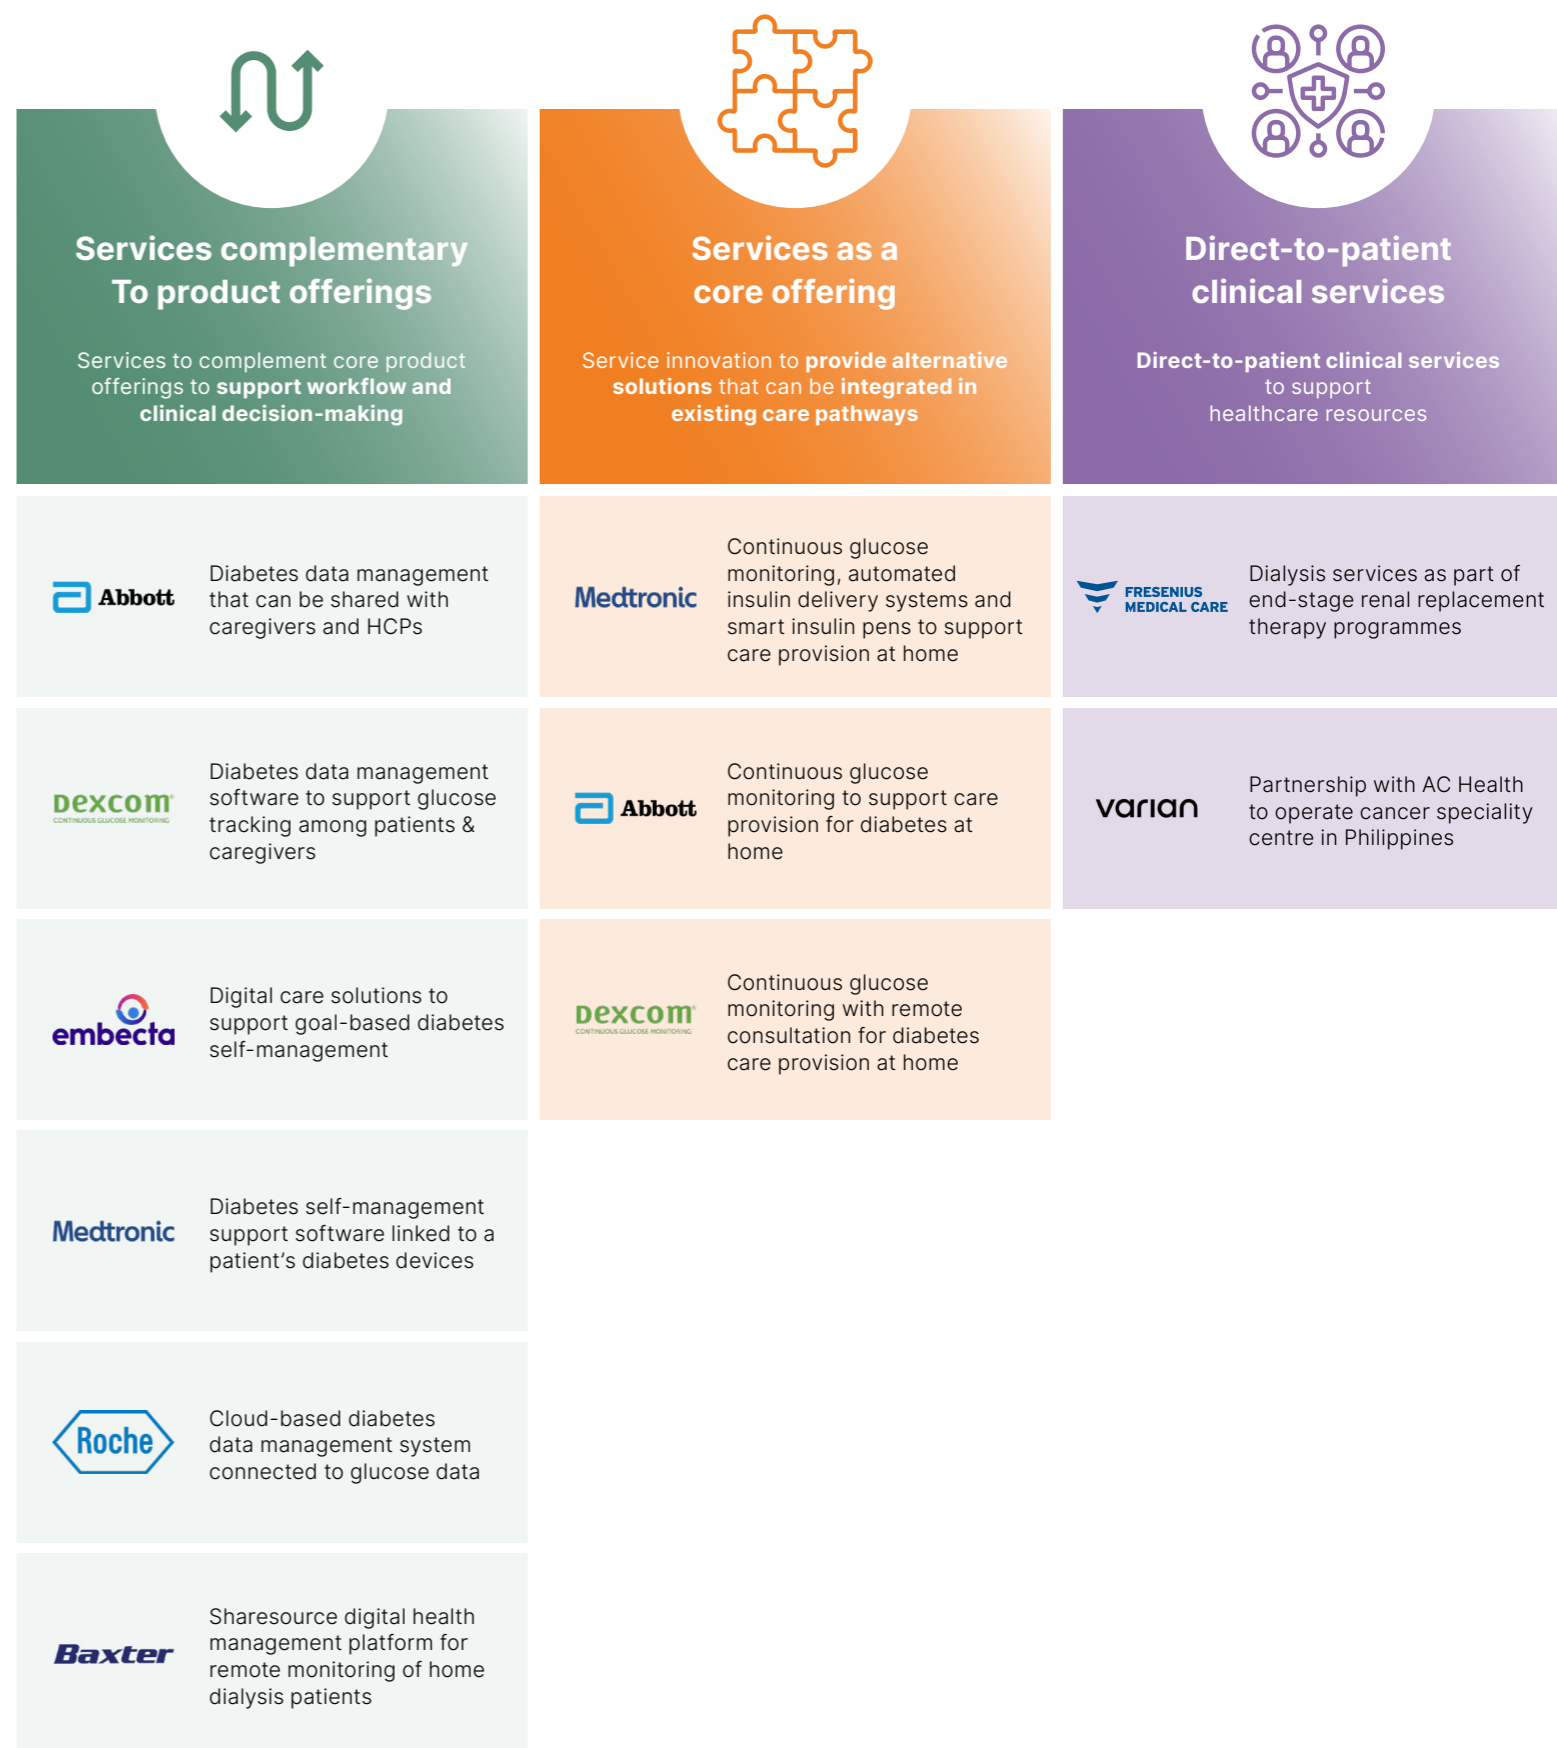 Services complementary
To product offerings
Services to complement core product
offerings to support workflow and
clinical decision-making
Abbott
Diabetes data management
that can be shared with
caregivers and HCPs
Dexcom
CONTINUOUS GLUCOSE MONITORING
Diabetes data management
software to support glucose
tracking among patients &
caregivers
embecta
Digital care solutions to
support goal-based diabetes
self-management
Medtronic
Diabetes self-management
support software linked to a
patient’s diabetes devices
Roche
Cloud-based diabetes
data management system
connected to glucose data
Baxter
Sharesource digital health
management platform for
remote monitoring of home
dialysis patients
Services as a
core offering
Service innovation to provide alternative
solutions that can be integrated in
existing care pathways
Medtronic
Continuous glucose
monitoring, automated
insulin delivery systems and
smart insulin pens to support
care provision at home
Abbott
Continuous glucose
monitoring to support care
provision for diabetes at
home
Dexcom
CONTINUOUS GLUCOSE MONITORING
Continuous glucose
monitoring with remote
consultation for diabetes
care provision at home
Direct-to-patient
clinical services
Direct-to-patient clinical services
to support
healthcare resources
FRESENIUS
MEDICAL CARE
Dialysis services as part of
end-stage renal replacement
therapy programmes
varian
Partnership with AC Health
to operate cancer speciality
centre in Philippines